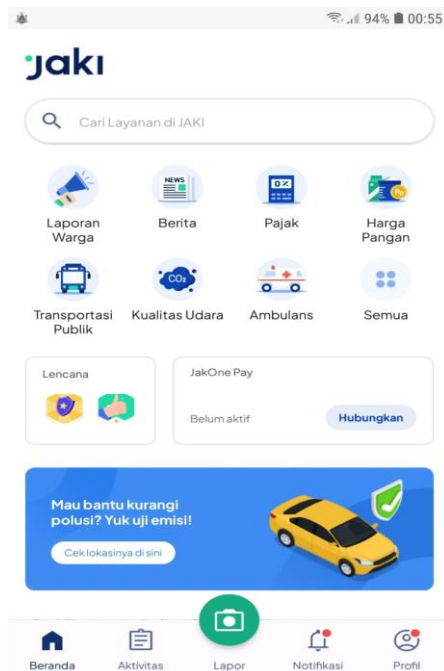 94% 00:55
JAKI
Cari Layanan di JAKI
NEWS
CO₂
Rp
Laporan Warga
Berita
Pajak
Harga Pangan
Transportasi Publik
Kualitas Udara
Ambulans
Semua
Lencana
JakOne Pay
Belum aktif
Hubungkan
Mau bantu kurangi
polusi? Yuk uji emisi!
Cek lokasinya di sini
Beranda
Aktivitas
Lapor
Notifikasi
Profil